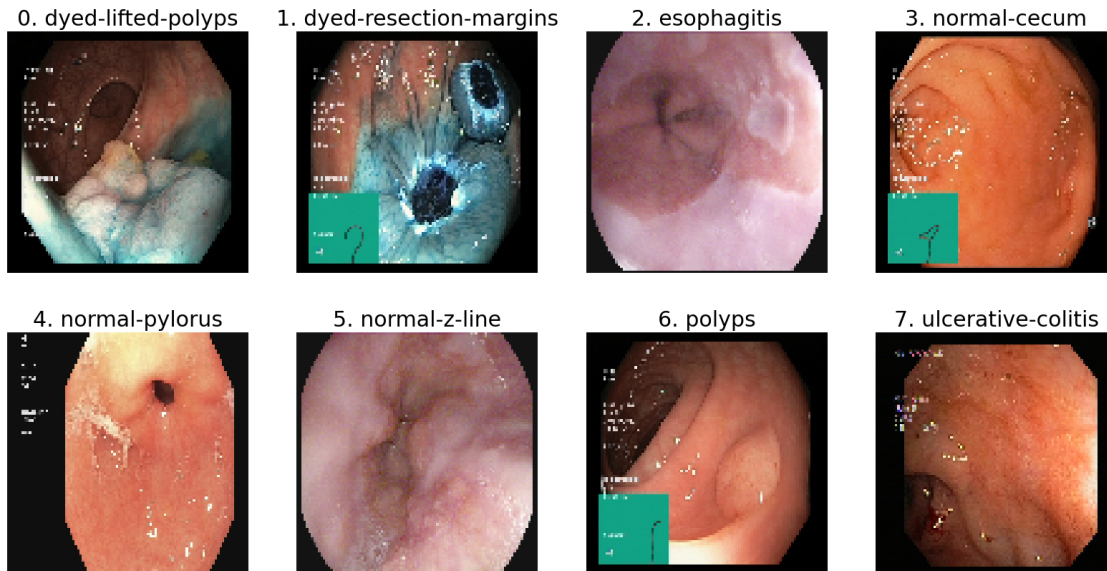 0. dyed-lifted-polyps
1. dyed-resection-margins
2. esophagitis
3. normal-cecum
4. normal-pylorus
5. normal-z-line
6. polyps
7. ulcerative-colitis